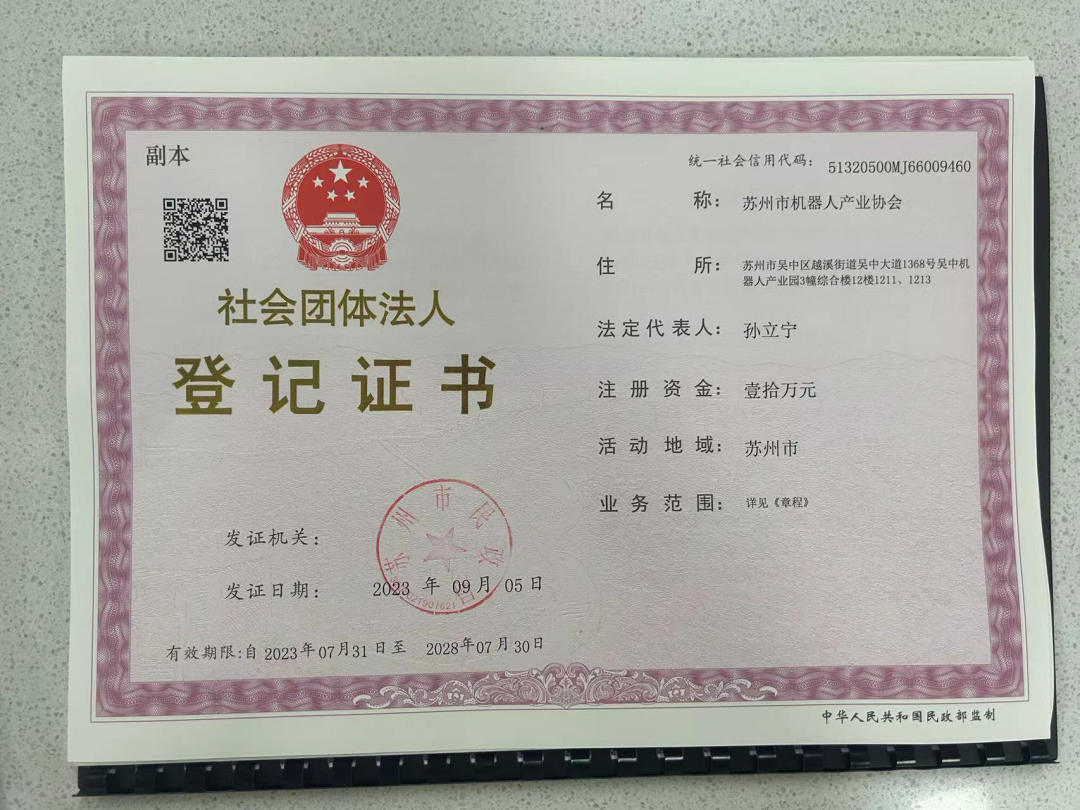 副本
统一社会信用代码：51320500MJ66009460
社会团体法人
登记证书
名称：苏州市机器人产业协会
住所：苏州市吴中区越溪街道吴中大道1368号吴中机
器人产业园3幢综合楼12楼1211、1213
法定代表人：孙立宁
注册资金：壹拾万元
活动地域：苏州市
业务范围：详见《章程》
发证机关：
苏州市民政
发证日期：2023年09月05日
有效期限:自2023年07月31日至2028年07月30日
中华人民共和国民政部监制